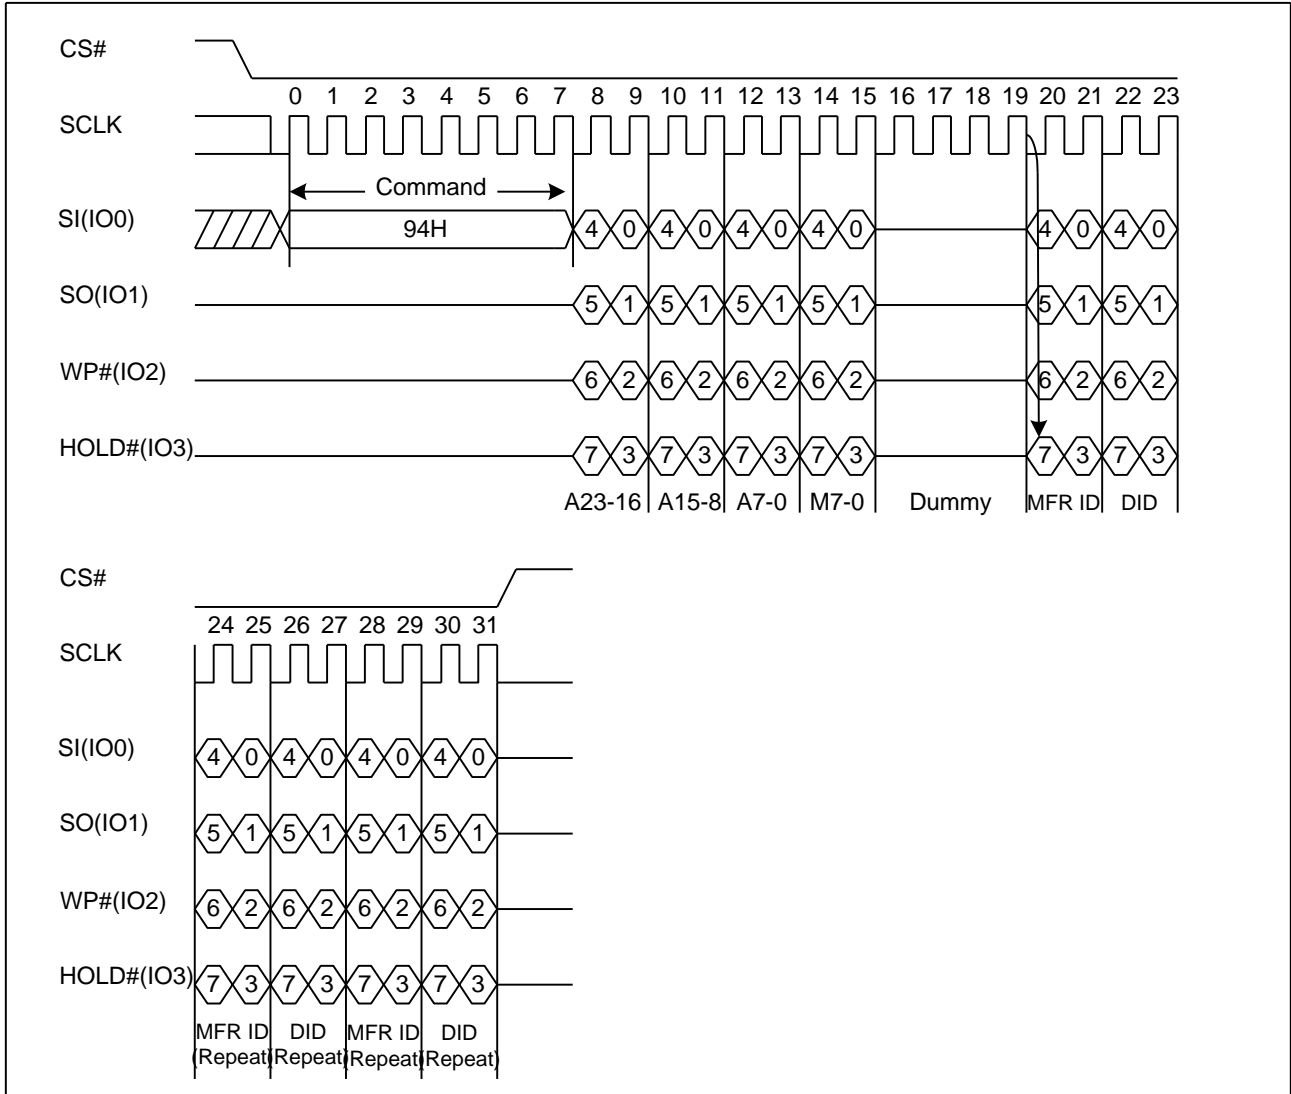 CS#
0 1 2 3 4 5 6 7 8 9 10 11 12 13 14 15 16 17 18 19 20 21 22 23
SCLK
Command
SI(IO0) 94H 4 0 4 0 4 0 4 0 4 0 4 0
SO(IO1) 5 1 5 1 5 1 5 1 5 1 5 1
WP#(IO2) 6 2 6 2 6 2 6 2 6 2 6 2
HOLD#(IO3) 7 3 7 3 7 3 7 3 7 3 7 3
A23-16 A15-8 A7-0 M7-0 Dummy MFR ID DID
CS#
24 25 26 27 28 29 30 31
SCLK
SI(IO0) 4 0 4 0 4 0 4 0
SO(IO1) 5 1 5 1 5 1 5 1
WP#(IO2) 6 2 6 2 6 2 6 2
HOLD#(IO3) 7 3 7 3 7 3 7 3
MFR ID DID MFR ID DID
(Repeat) (Repeat) (Repeat) (Repeat)